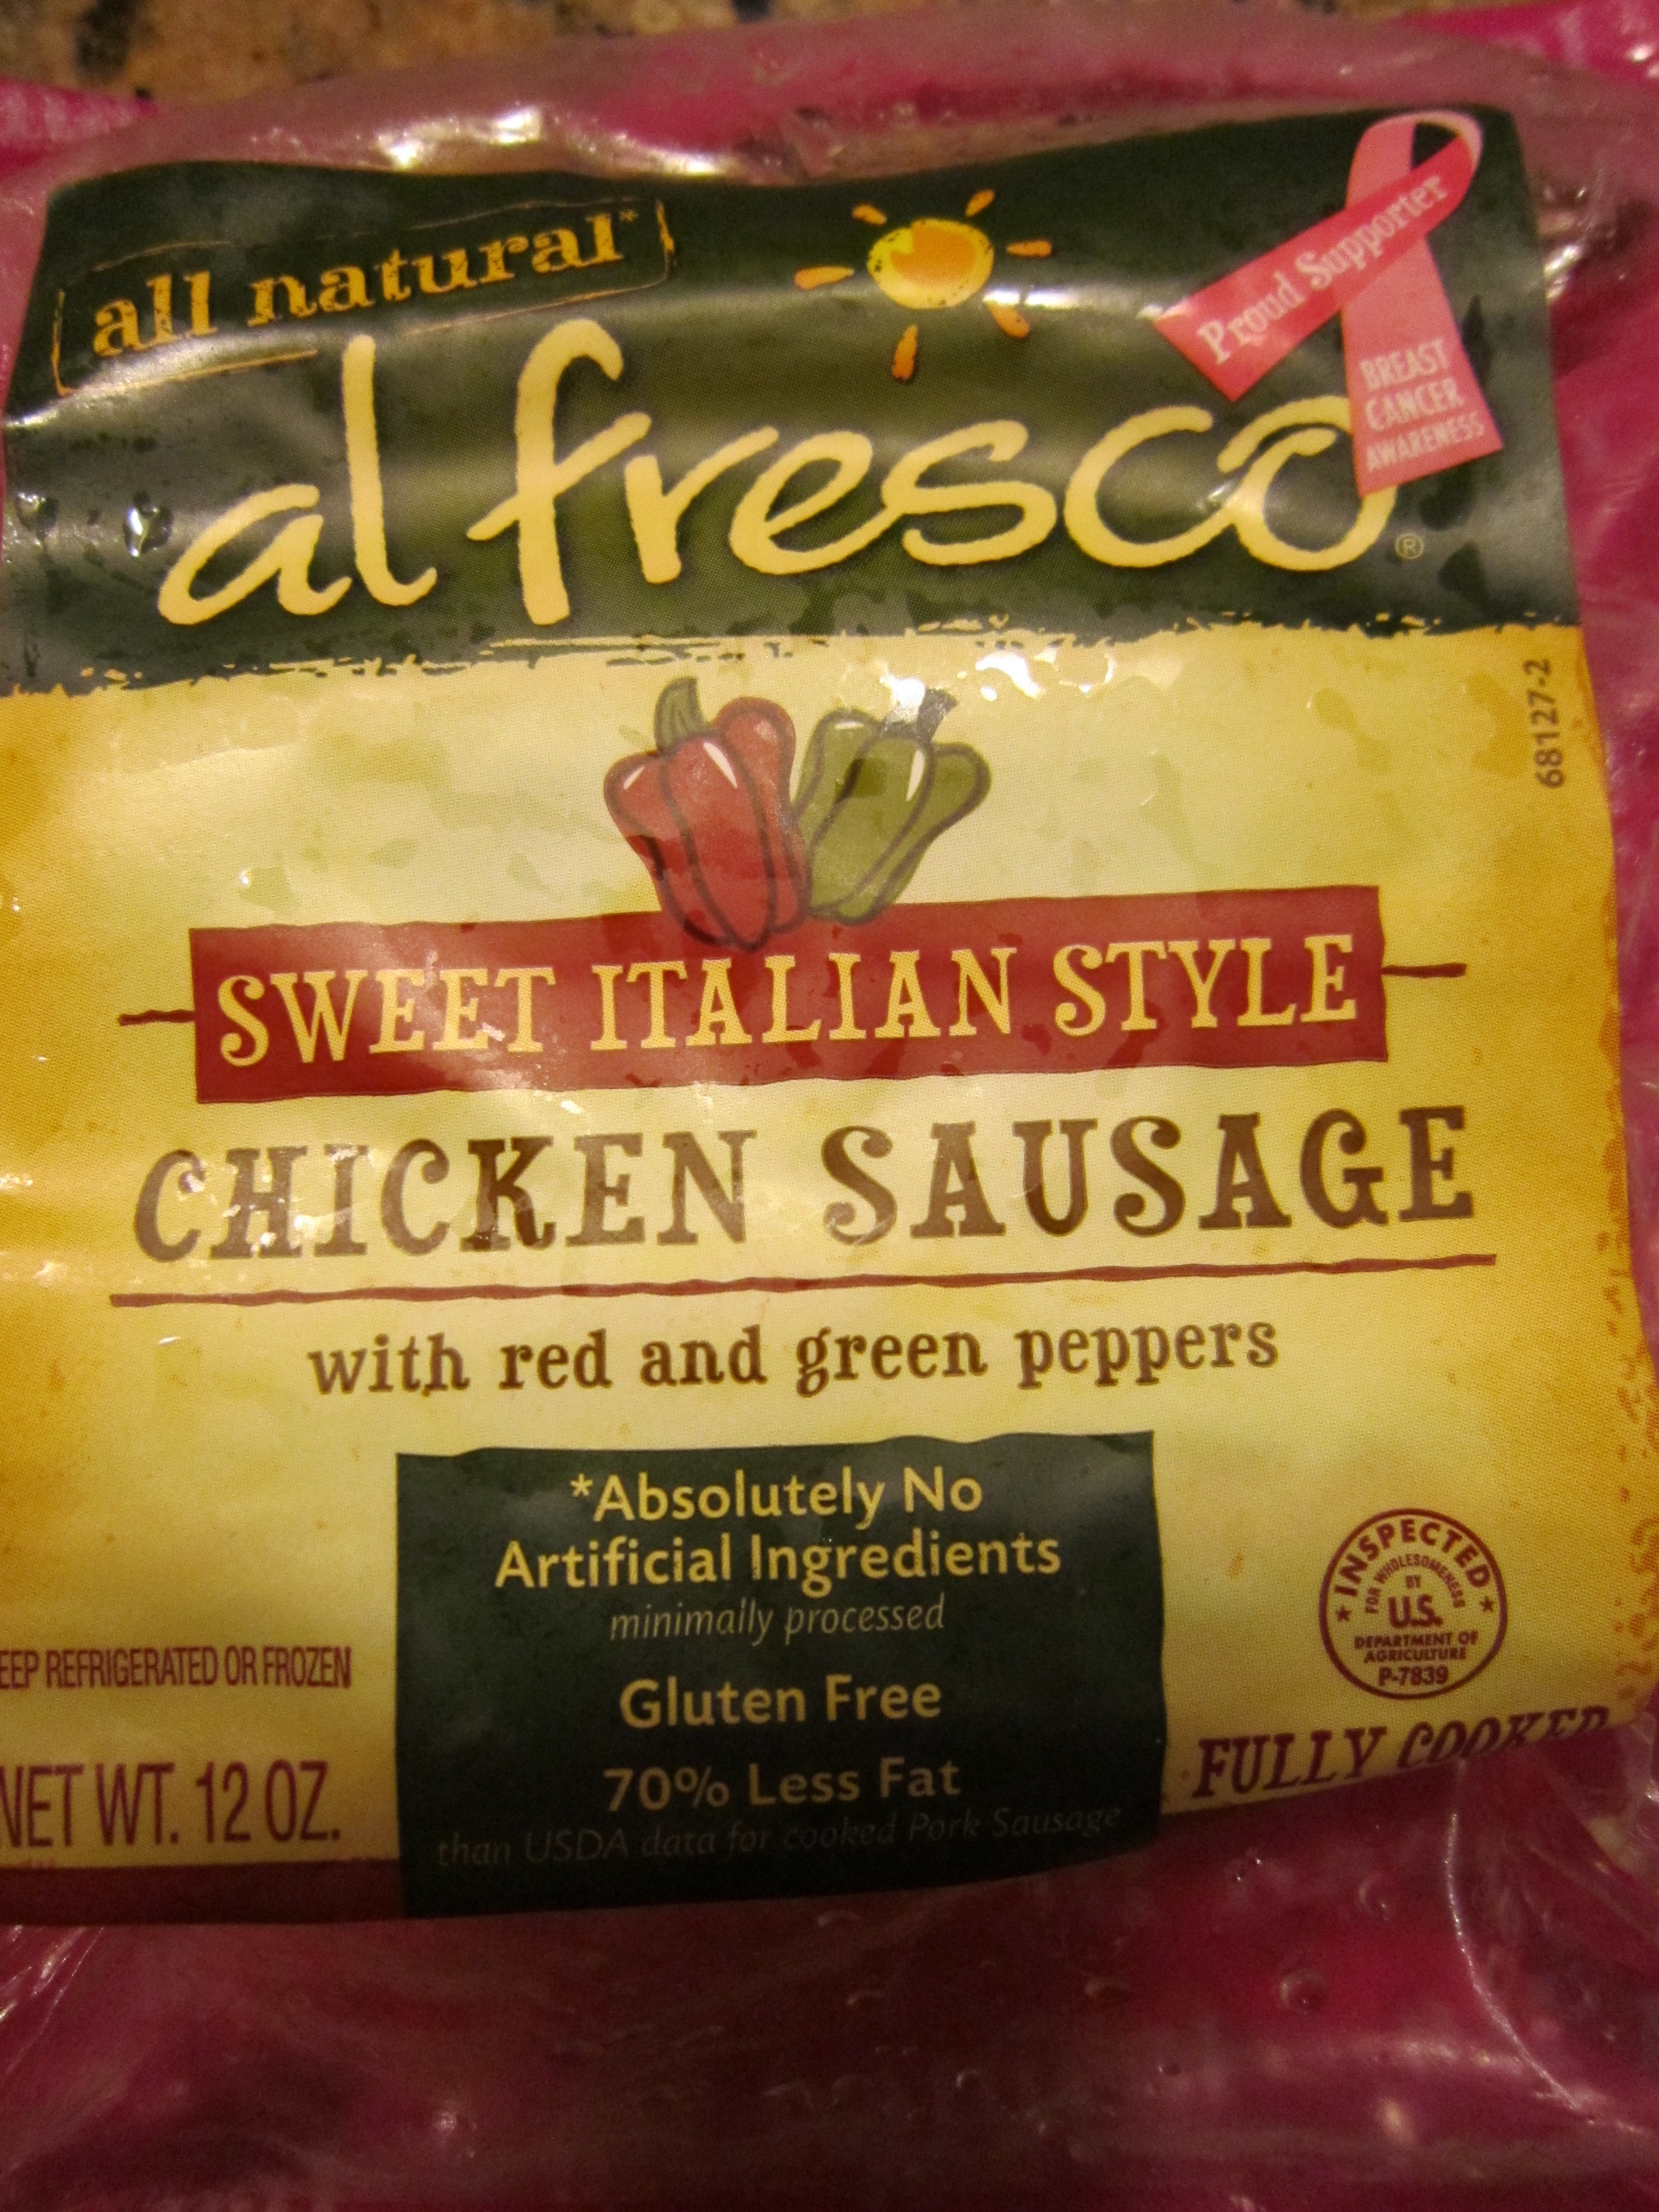 all natural*
al fresco®
Proud Supporter
BREAST
CANCER
AWARENESS
68127-2
SWEET ITALIAN STYLE
CHICKEN SAUSAGE
with red and green peppers
*Absolutely No
Artificial Ingredients
minimally processed
Gluten Free
70% Less Fat
than USDA data for cooked Pork Sausage
EEP REFRIGERATED OR FROZEN
NET WT. 12 OZ.
INSPECTED
FOR WHOLESOMENESS
BY
U.S.
DEPARTMENT OF
AGRICULTURE
P-7839
FULLY COOKED